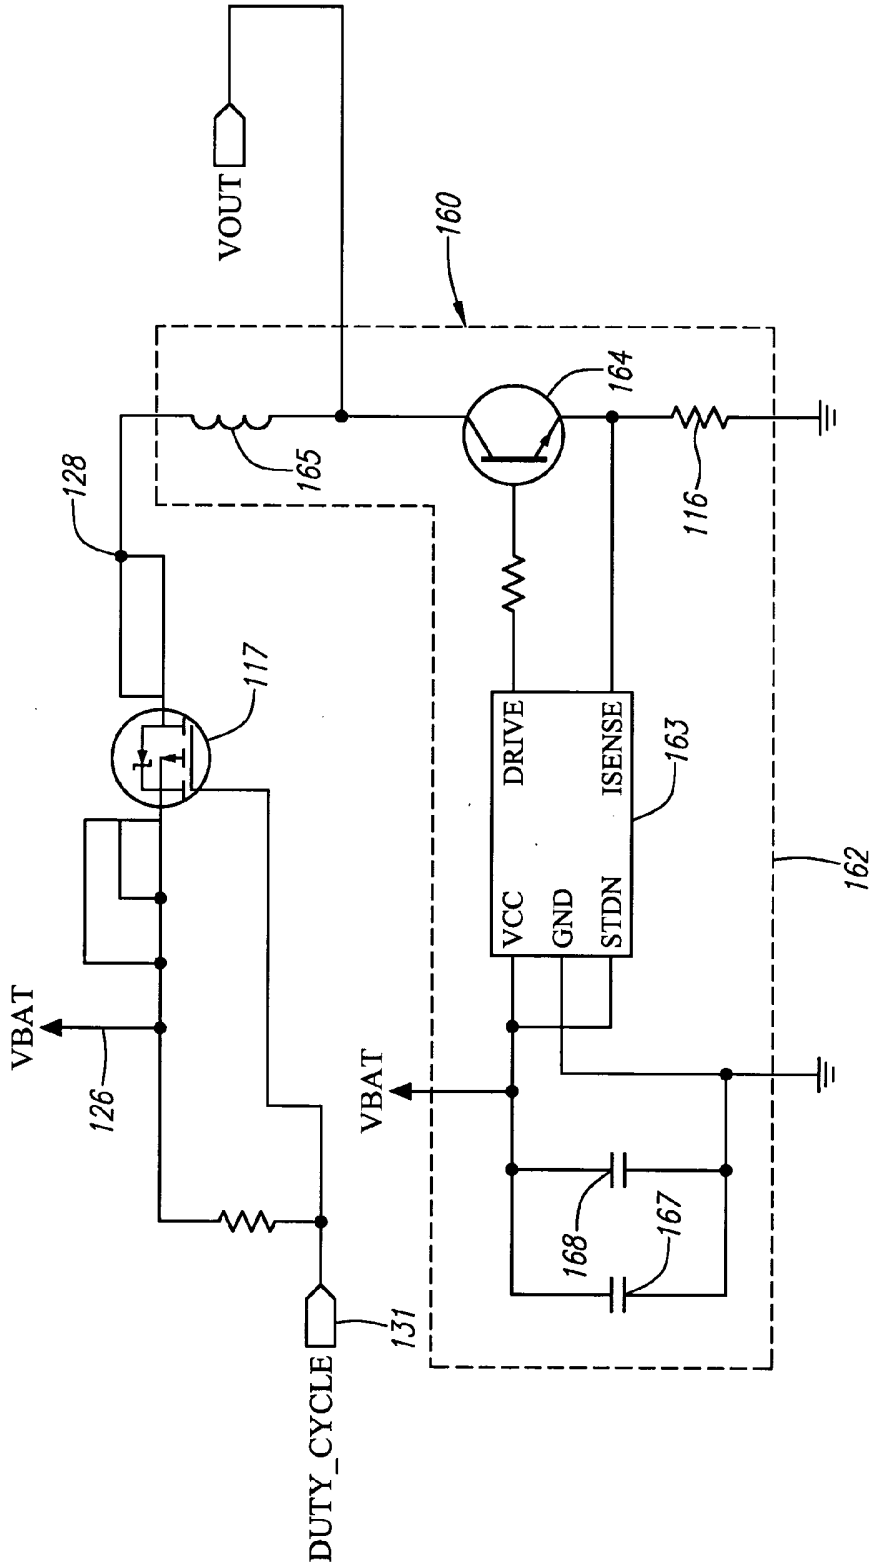 VOUT
160
128
165
164
116
117
DRIVE
ISENSE
163
VCC
GND
STDN
162
VBAT
126
VBAT
168
167
131
DUTY_CYCLE